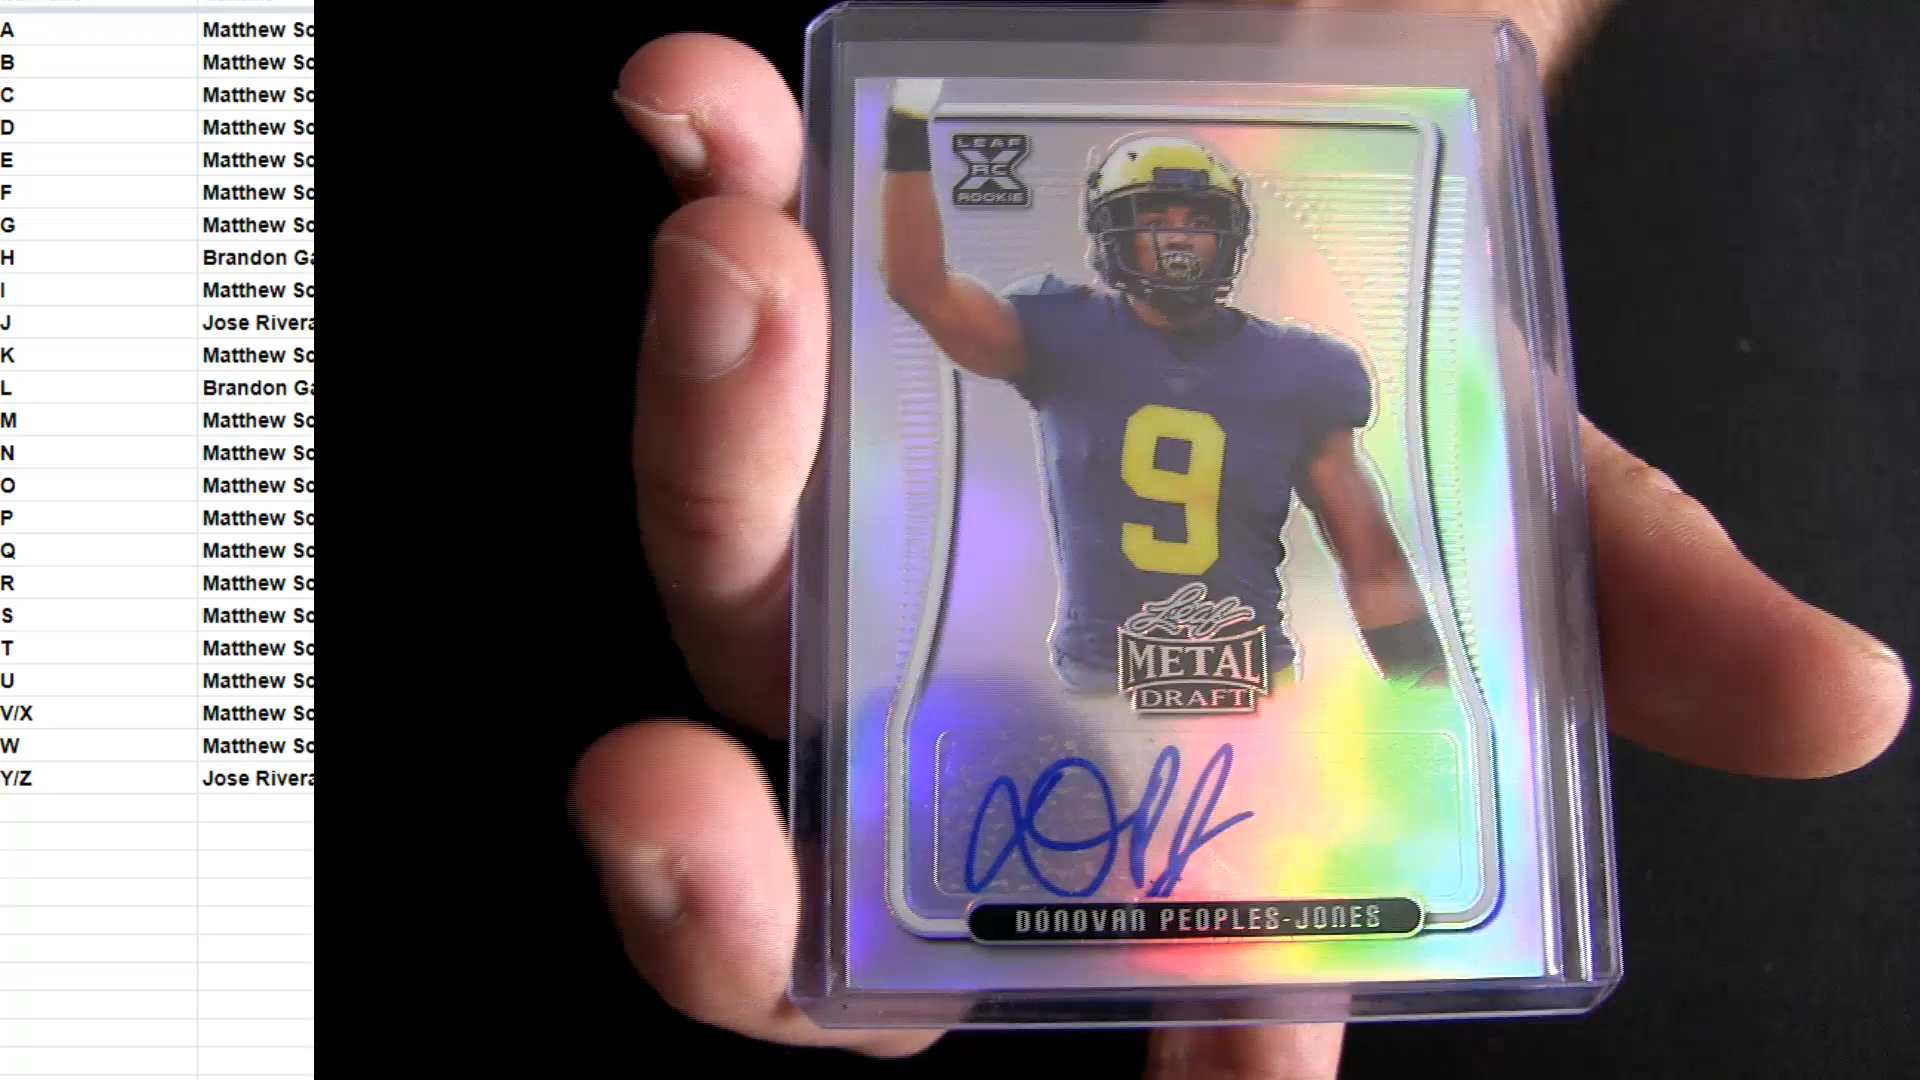 A Matthew Sc
B Matthew Sc
C Matthew Sc
D Matthew Sc
E Matthew Sc
F Matthew Sc
G Matthew Sc
H Brandon Ga
I Matthew Sc
J Jose Rivera
K Matthew Sc
L Brandon Ga
M Matthew Sc
N Matthew Sc
O Matthew Sc
P Matthew Sc
Q Matthew Sc
R Matthew Sc
S Matthew Sc
T Matthew Sc
U Matthew Sc
V/X Matthew Sc
W Matthew Sc
Y/Z Jose Rivera
LEAF
X
RC
ROOKIE
9
Leaf
METAL
DRAFT
DONOVAN PEOPLES-JONES